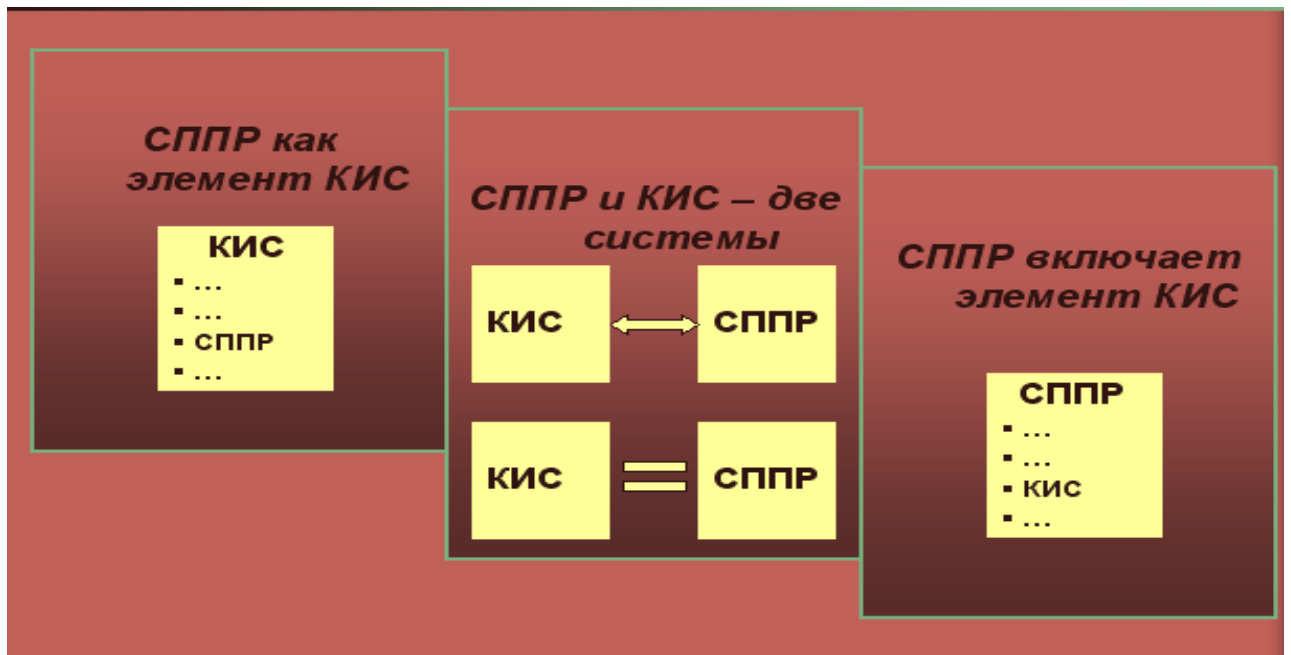 СППР как
элемент КИС
КИС
▪ ...
▪ ...
▪ СППР
▪ ...
СППР и КИС – две
системы
КИС СППР
КИС = СППР
СППР включает
элемент КИС
СППР
▪ ...
▪ ...
▪ КИС
▪ ...